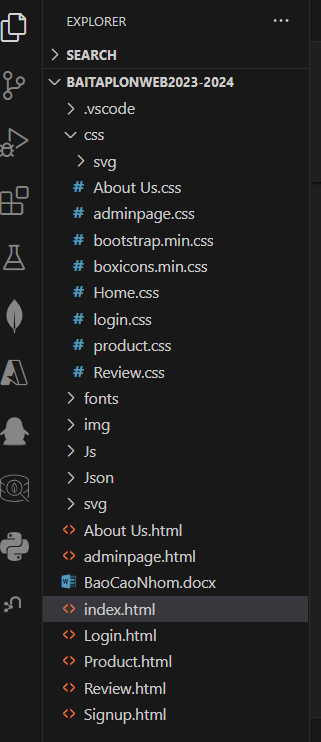 EXPLORER
SEARCH
BAITAPLONWEB2023-2024
.vscode
css
svg
About Us.css
adminpage.css
bootstrap.min.css
boxicons.min.css
Home.css
login.css
product.css
Review.css
fonts
img
Js
Json
svg
About Us.html
adminpage.html
BaoCaoNhom.docx
index.html
Login.html
Product.html
Review.html
Signup.html